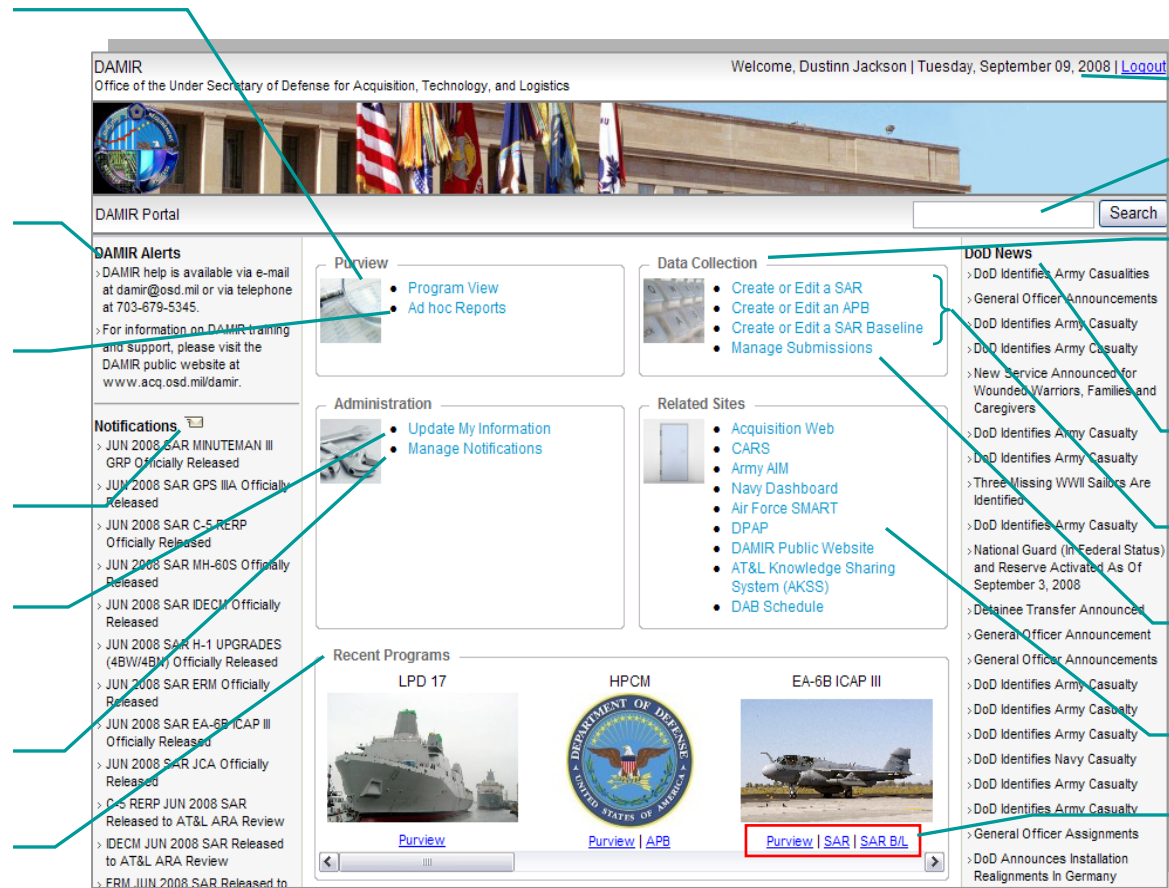 DAMIR
Office of the Under Secretary of Defense for Acquisition, Technology, and Logistics
Welcome, Dustinn Jackson | Tuesday, September 09, 2008 | Logout
DAMIR Portal
Search
DAMIR Alerts
› DAMIR help is available via e-mail
at damir@osd.mil or via telephone
at 703-679-5345.
› For information on DAMIR training
and support, please visit the
DAMIR public website at
www.acq.osd.mil/damir.
Notifications
› JUN 2008 SAR MINUTEMAN III
GRP Officially Released
› JUN 2008 SAR GPS IIIA Officially
Released
› JUN 2008 SAR C-5 RERP
Officially Released
› JUN 2008 SAR MH-60S Officially
Released
› JUN 2008 SAR IDECM Officially
Released
› JUN 2008 SAR H-1 UPGRADES
(4BW/4BN) Officially Released
› JUN 2008 SAR ERM Officially
Released
› JUN 2008 SAR EA-6B ICAP III
Officially Released
› JUN 2008 SAR JCA Officially
Released
› C-5 RERP JUN 2008 SAR
Released to AT&L ARA Review
› IDECM JUN 2008 SAR Released
to AT&L ARA Review
› ERM JUN 2008 SAR Released to
Purview
• Program View
• Ad hoc Reports
Data Collection
• Create or Edit a SAR
• Create or Edit an APB
• Create or Edit a SAR Baseline
• Manage Submissions
Administration
• Update My Information
• Manage Notifications
Related Sites
• Acquisition Web
• CARS
• Army AIM
• Navy Dashboard
• Air Force SMART
• DPAP
• DAMIR Public Website
• AT&L Knowledge Sharing
System (AKSS)
• DAB Schedule
Recent Programs
LPD 17
HPCM
EA-6B ICAP III
DEPARTMENT OF DEFENSE
UNITED STATES OF AMERICA
Purview
Purview | APB
Purview | SAR | SAR B/L
DoD News
› DoD Identifies Army Casualities
› General Officer Announcements
› DoD Identifies Army Casualty
› DoD Identifies Army Casualty
› New Service Announced for
Wounded Warriors, Families and
Caregivers
› DoD Identifies Army Casualty
› DoD Identifies Army Casualty
› Three Missing WWII Sailors Are
Identified
› DoD Identifies Army Casualty
› National Guard (In Federal Status)
and Reserve Activated As Of
September 3, 2008
› Detainee Transfer Announced
› General Officer Announcement
› General Officer Announcements
› DoD Identifies Army Casualty
› DoD Identifies Army Casualty
› DoD Identifies Army Casualty
› DoD Identifies Navy Casualty
› DoD Identifies Army Casualty
› DoD Identifies Army Casualty
› General Officer Assignments
› DoD Announces Installation
Realignments In Germany